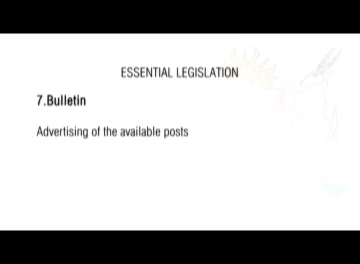 ESSENTIAL LEGISLATION
7.Bulletin
Advertising of the available posts